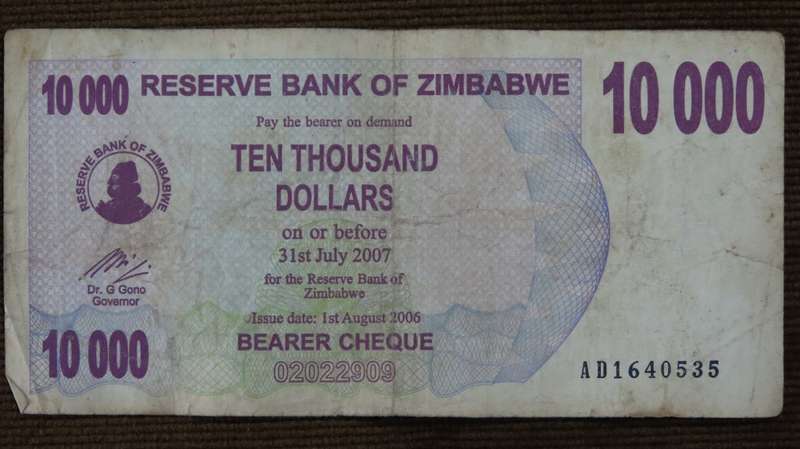 10 000 RESERVE BANK OF ZIMBABWE 10 000
Pay the bearer on demand
TEN THOUSAND
DOLLARS
RESERVE BANK OF ZIMBABWE
on or before
31st July 2007
for the Reserve Bank of
Zimbabwe
Dr. G Gono
Governor
Issue date: 1st August 2006
10 000 BEARER CHEQUE
02022909
AD1640535